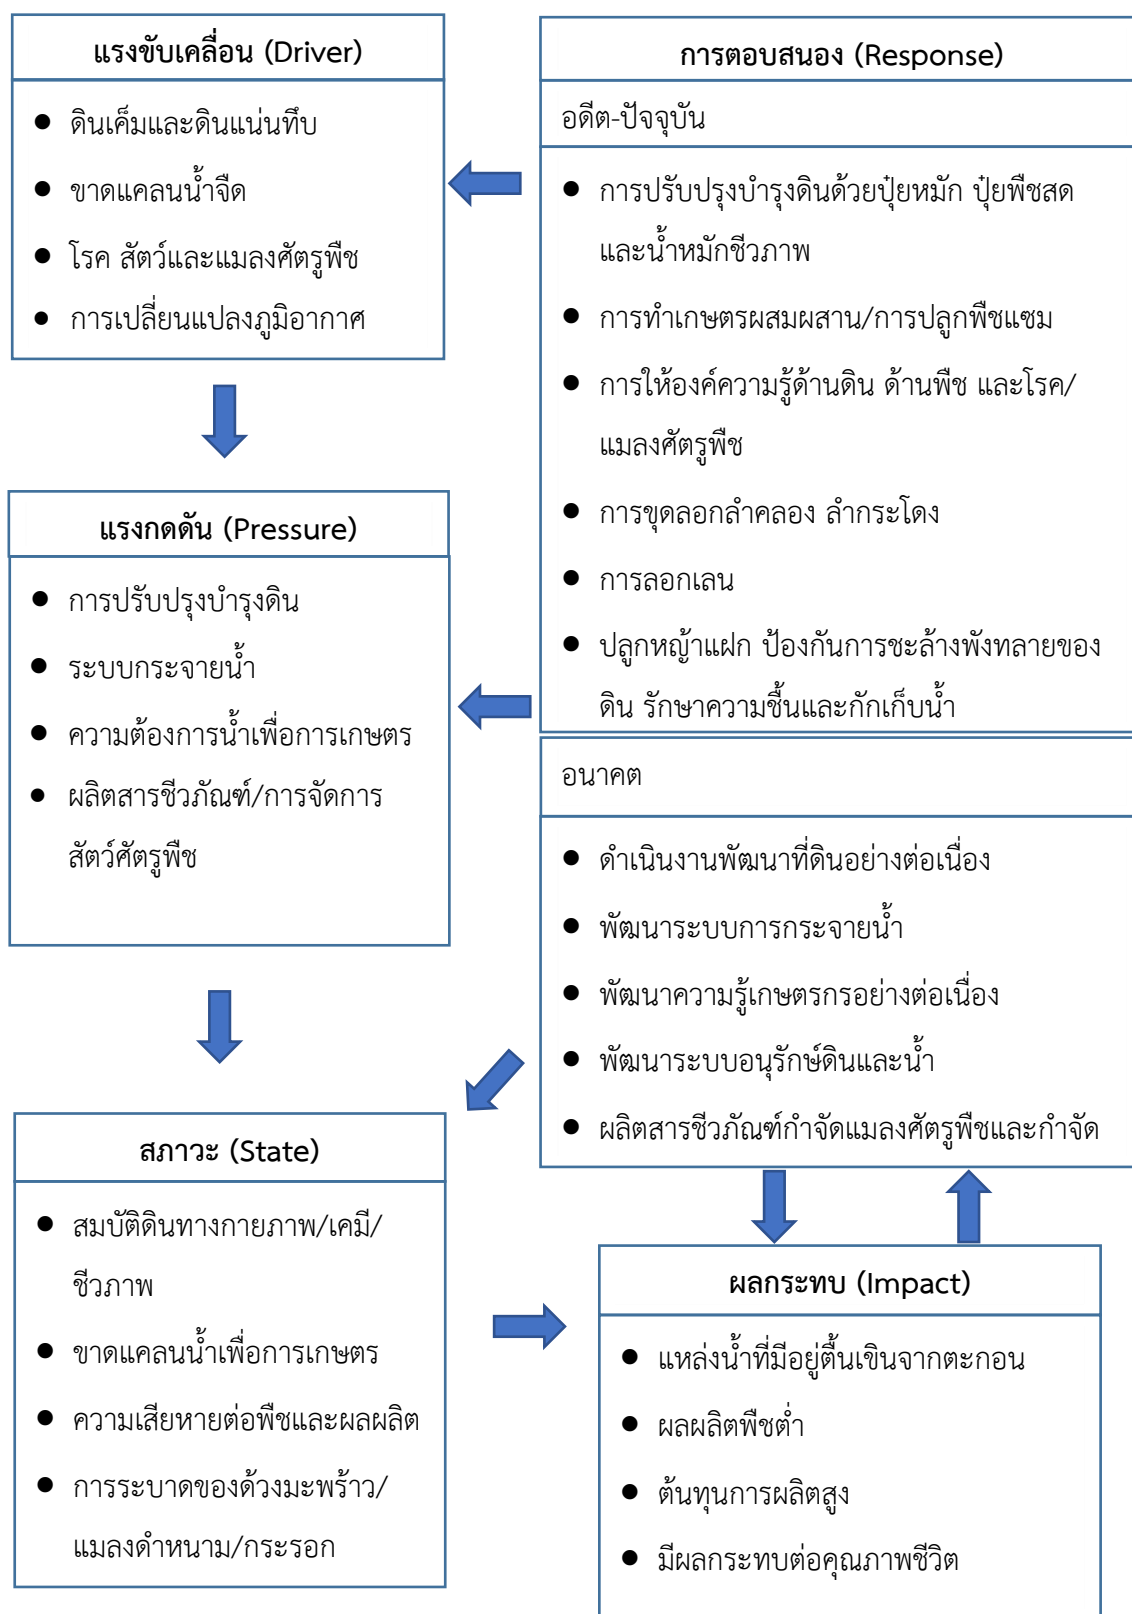 แรงขับเคลื่อน (Driver)
● ดินเค็มและดินแน่นทึบ
● ขาดแคลนน้ำจืด
● โรค สัตว์และแมลงศัตรูพืช
● การเปลี่ยนแปลงภูมิอากาศ
แรงกดดัน (Pressure)
● การปรับปรุงบำรุงดิน
● ระบบกระจายน้ำ
● ความต้องการน้ำเพื่อการเกษตร
● ผลิตสารชีวภัณฑ์/การจัดการ
สัตว์ศัตรูพืช
สภาวะ (State)
● สมบัติดินทางกายภาพ/เคมี/
ชีวภาพ
● ขาดแคลนน้ำเพื่อการเกษตร
● ความเสียหายต่อพืชและผลผลิต
● การระบาดของด้วงมะพร้าว/
แมลงดำหนาม/กระรอก
การตอบสนอง (Response)
อดีต-ปัจจุบัน
● การปรับปรุงบำรุงดินด้วยปุ๋ยหมัก ปุ๋ยพืชสด
และน้ำหมักชีวภาพ
● การทำเกษตรผสมผสาน/การปลูกพืชแซม
● การให้องค์ความรู้ด้านดิน ด้านพืช และโรค/
แมลงศัตรูพืช
● การขุดลอกลำคลอง ลำกระโดง
● การลอกเลน
● ปลูกหญ้าแฝก ป้องกันการชะล้างพังทลายของ
ดิน รักษาความชื้นและกักเก็บน้ำ
อนาคต
● ดำเนินงานพัฒนาที่ดินอย่างต่อเนื่อง
● พัฒนาระบบการกระจายน้ำ
● พัฒนาความรู้เกษตรกรอย่างต่อเนื่อง
● พัฒนาระบบอนุรักษ์ดินและน้ำ
● ผลิตสารชีวภัณฑ์กำจัดแมลงศัตรูพืชและกำจัด
ผลกระทบ (Impact)
● แหล่งน้ำที่มีอยู่ตื้นเขินจากตะกอน
● ผลผลิตพืชต่ำ
● ต้นทุนการผลิตสูง
● มีผลกระทบต่อคุณภาพชีวิต